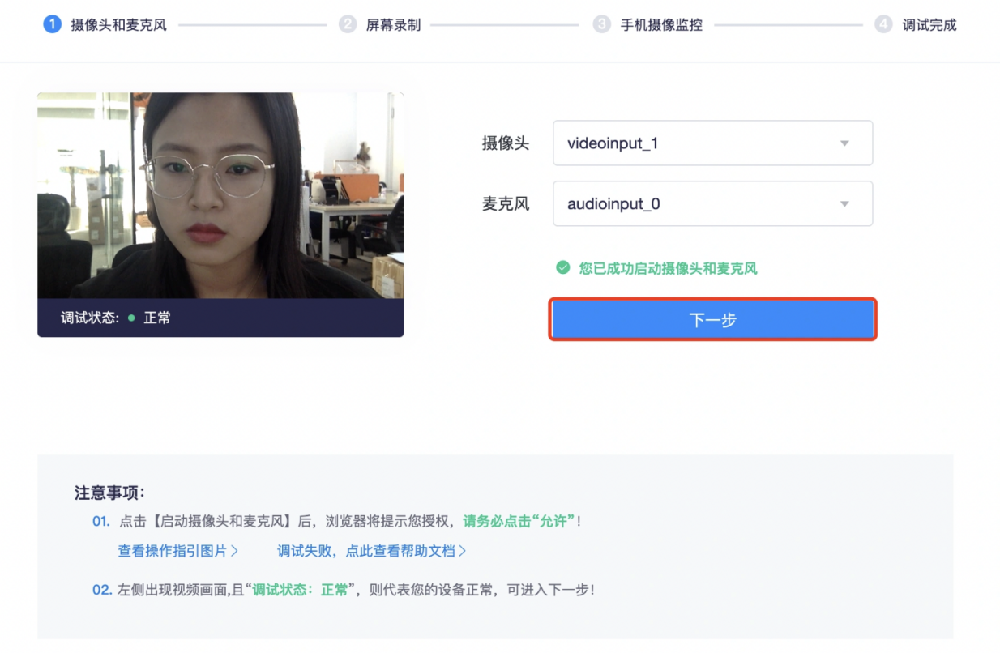 1 摄像头和麦克风 2 屏幕录制 3 手机摄像监控 4 调试完成
摄像头 videoinput_1
麦克风 audioinput_0
您已成功启动摄像头和麦克风
调试状态: 正常
下一步
注意事项：
01. 点击【启动摄像头和麦克风】后，浏览器将提示您授权，请务必点击“允许”！
查看操作指引图片> 调试失败，点此查看帮助文档>
02. 左侧出现视频画面,且“调试状态：正常”，则代表您的设备正常，可进入下一步！